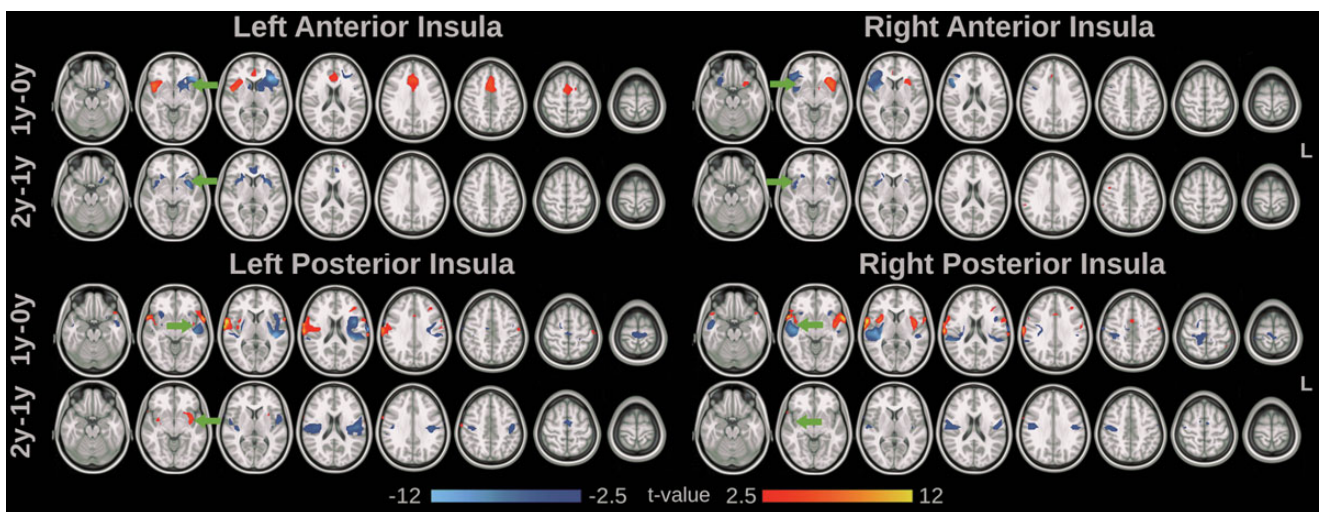 Left Anterior Insula
Right Anterior Insula
1y-0y
2y-1y
L
Left Posterior Insula
Right Posterior Insula
1y-0y
2y-1y
L
-12 -2.5 t-value 2.5 12